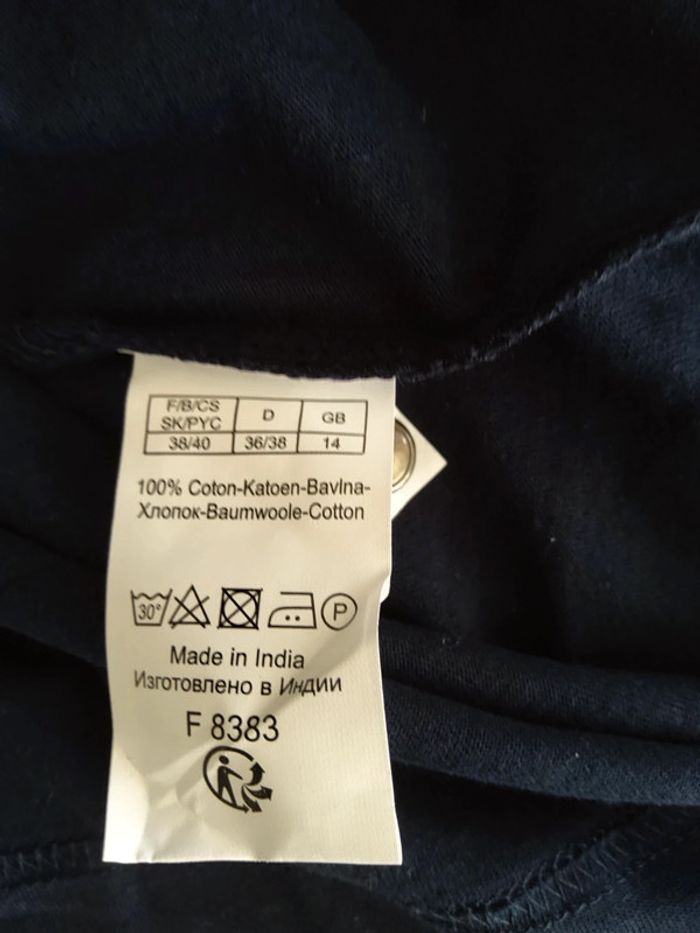 F/B/CS D GB
SK/PYC
38/40 36/38 14
100% Coton-Katoen-Bavlna-
Хлопок-Baumwoole-Cotton
30°
P
Made in India
Изготовлено в Индии
F 8383